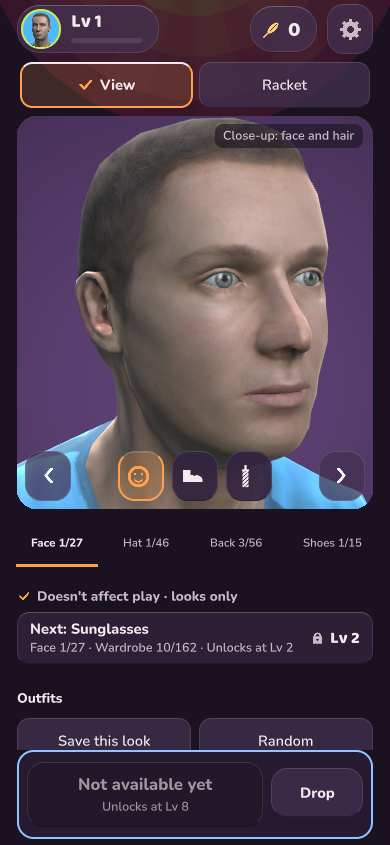 Lv 1
0
View
Racket
Close-up: face and hair
Face 1/27
Hat 1/46
Back 3/56
Shoes 1/15
Doesn't affect play · looks only
Next: Sunglasses
Face 1/27 · Wardrobe 10/162 · Unlocks at Lv 2
Lv 2
Outfits
Save this look
Random
Not available yet
Unlocks at Lv 8
Drop